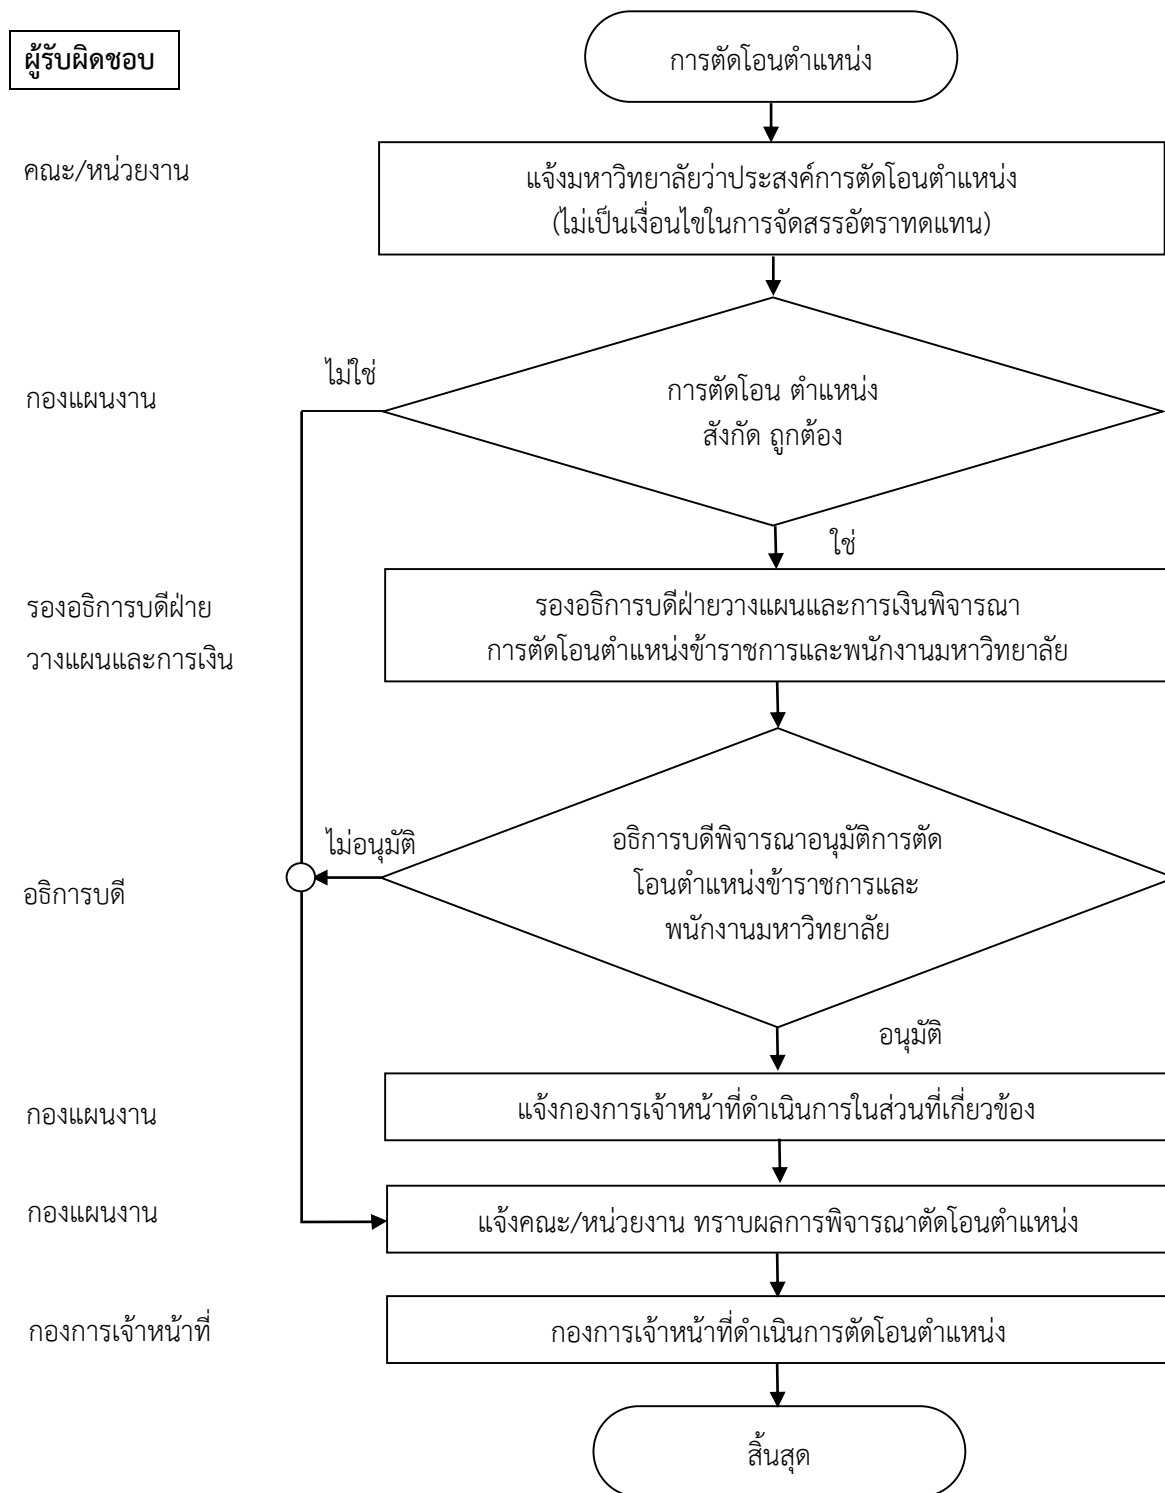 ผู้รับผิดชอบ
การตัดโอนตำแหน่ง
คณะ/หน่วยงาน
แจ้งมหาวิทยาลัยว่าประสงค์การตัดโอนตำแหน่ง
(ไม่เป็นเงื่อนไขในการจัดสรรอัตราทดแทน)
ไม่ใช่
กองแผนงาน
การตัดโอน ตำแหน่ง
สังกัด ถูกต้อง
ใช่
รองอธิการบดีฝ่าย
วางแผนและการเงิน
รองอธิการบดีฝ่ายวางแผนและการเงินพิจารณา
การตัดโอนตำแหน่งข้าราชการและพนักงานมหาวิทยาลัย
ไม่อนุมัติ
อธิการบดี
อธิการบดีพิจารณาอนุมัติการตัด
โอนตำแหน่งข้าราชการและ
พนักงานมหาวิทยาลัย
อนุมัติ
กองแผนงาน
แจ้งกองการเจ้าหน้าที่ดำเนินการในส่วนที่เกี่ยวข้อง
กองแผนงาน
แจ้งคณะ/หน่วยงาน ทราบผลการพิจารณาตัดโอนตำแหน่ง
กองการเจ้าหน้าที่
กองการเจ้าหน้าที่ดำเนินการตัดโอนตำแหน่ง
สิ้นสุด